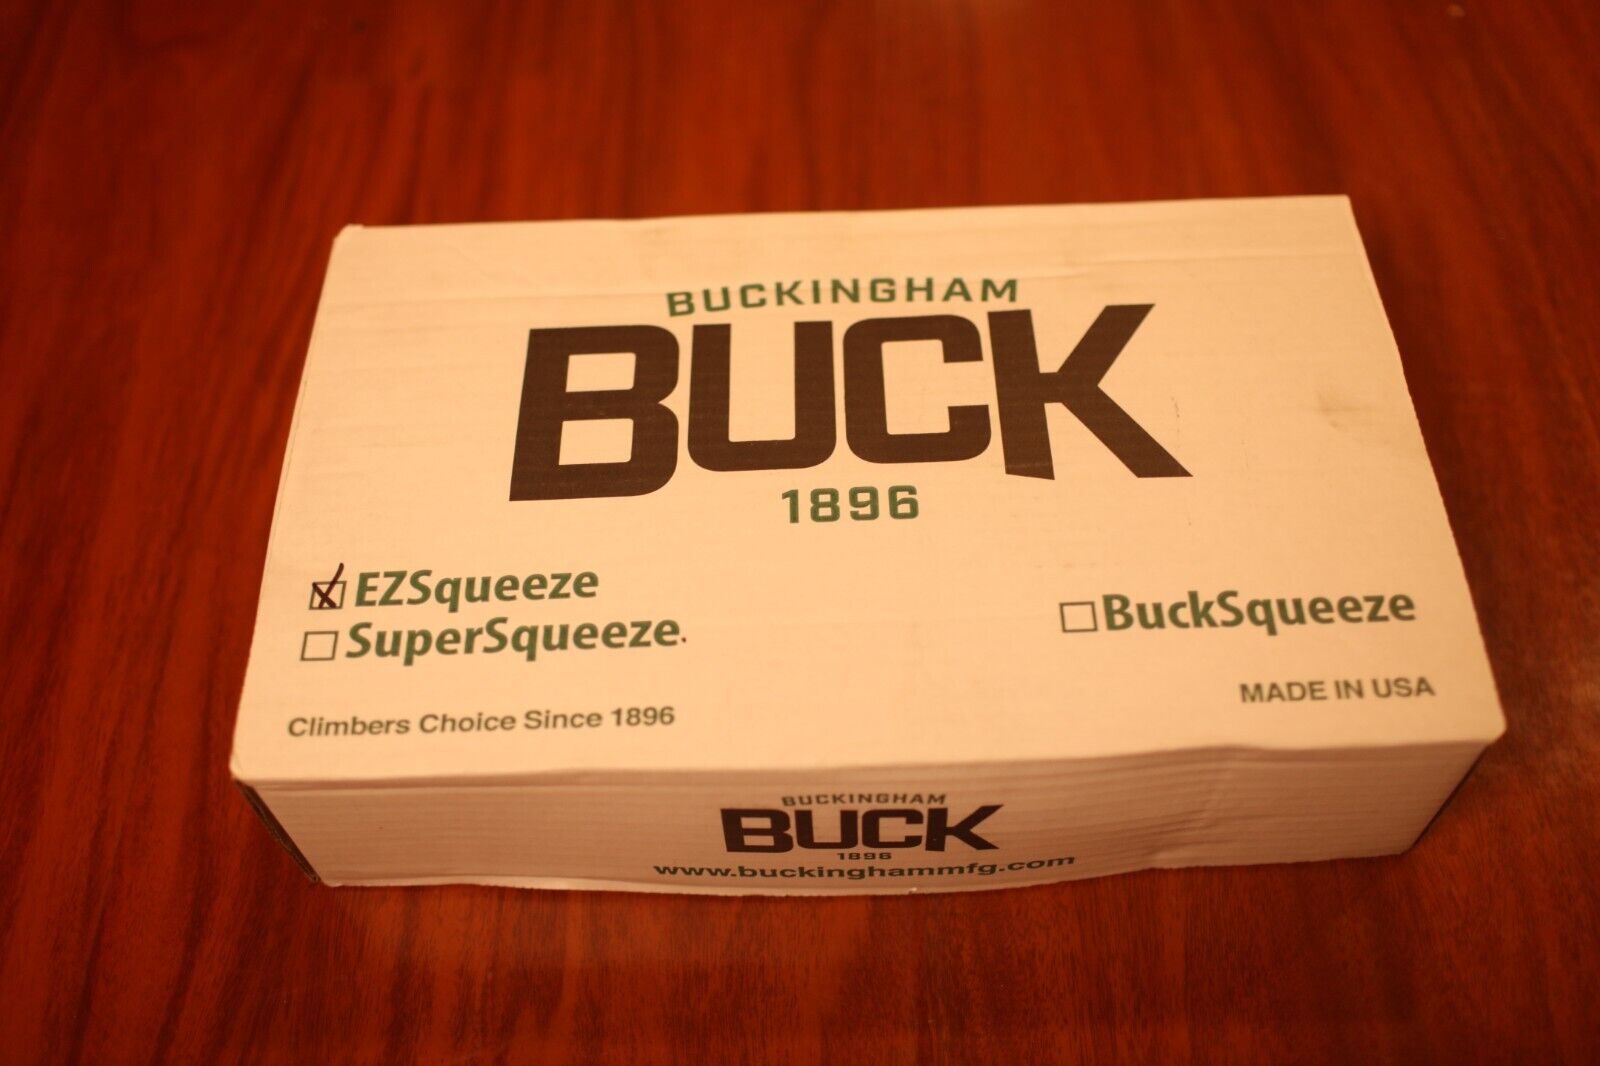 BUCKINGHAM
BUCK
1896
EZSqueeze
SuperSqueeze.
BuckSqueeze
Climbers Choice Since 1896
MADE IN USA
BUCKINGHAM
BUCK
1896
www.buckinghammfg.com